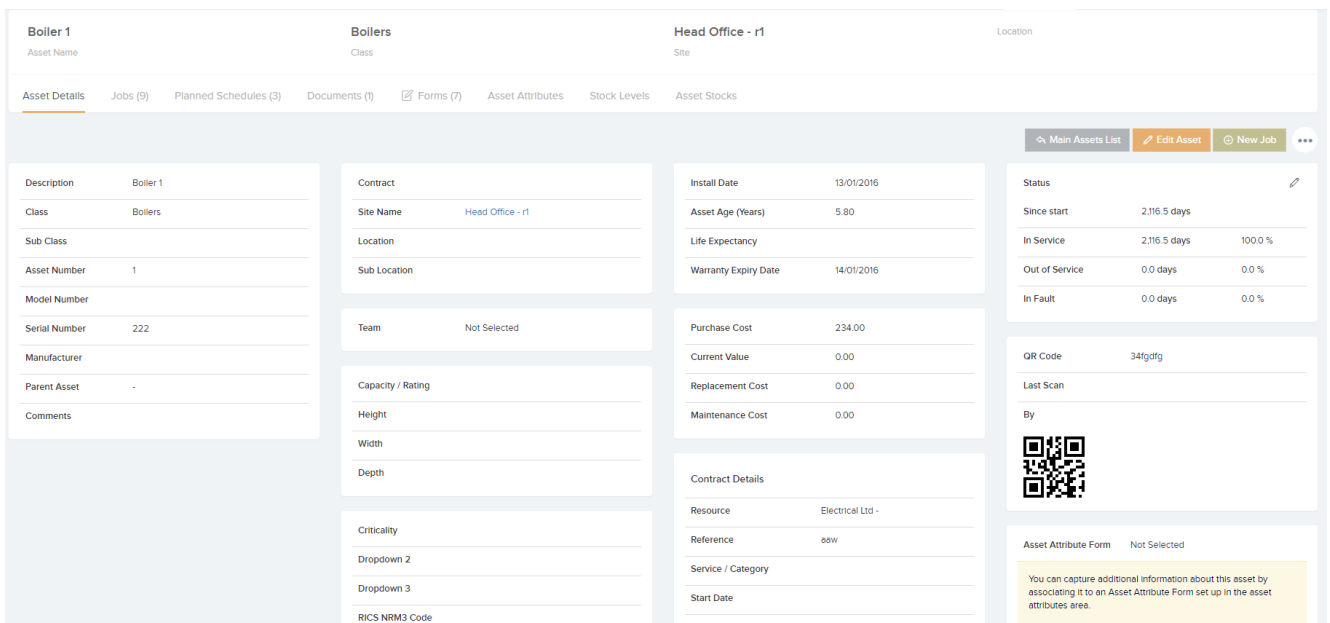 Boiler 1
Asset Name
Boilers
Class
Head Office - r1
Site
Location
Asset Details Jobs (9) Planned Schedules (3) Documents (1) Forms (7) Asset Attributes Stock Levels Asset Stocks
Main Assets List Edit Asset New Job
Description Boiler 1
Class Boilers
Sub Class
Asset Number 1
Model Number
Serial Number 222
Manufacturer
Parent Asset -
Comments
Contract
Site Name Head Office - r1
Location
Sub Location
Team Not Selected
Capacity / Rating
Height
Width
Depth
Criticality
Dropdown 2
Dropdown 3
RICS NRM3 Code
Install Date 13/01/2016
Asset Age (Years) 5.80
Life Expectancy
Warranty Expiry Date 14/01/2016
Purchase Cost 234.00
Current Value 0.00
Replacement Cost 0.00
Maintenance Cost 0.00
Contract Details
Resource Electrical Ltd -
Reference aaw
Service / Category
Start Date
Status
Since start 2,116.5 days
In Service 2,116.5 days 100.0 %
Out of Service 0.0 days 0.0 %
In Fault 0.0 days 0.0 %
QR Code 34fgdfg
Last Scan
By
Asset Attribute Form Not Selected
You can capture additional information about this asset by
associating it to an Asset Attribute Form set up in the asset
attributes area.